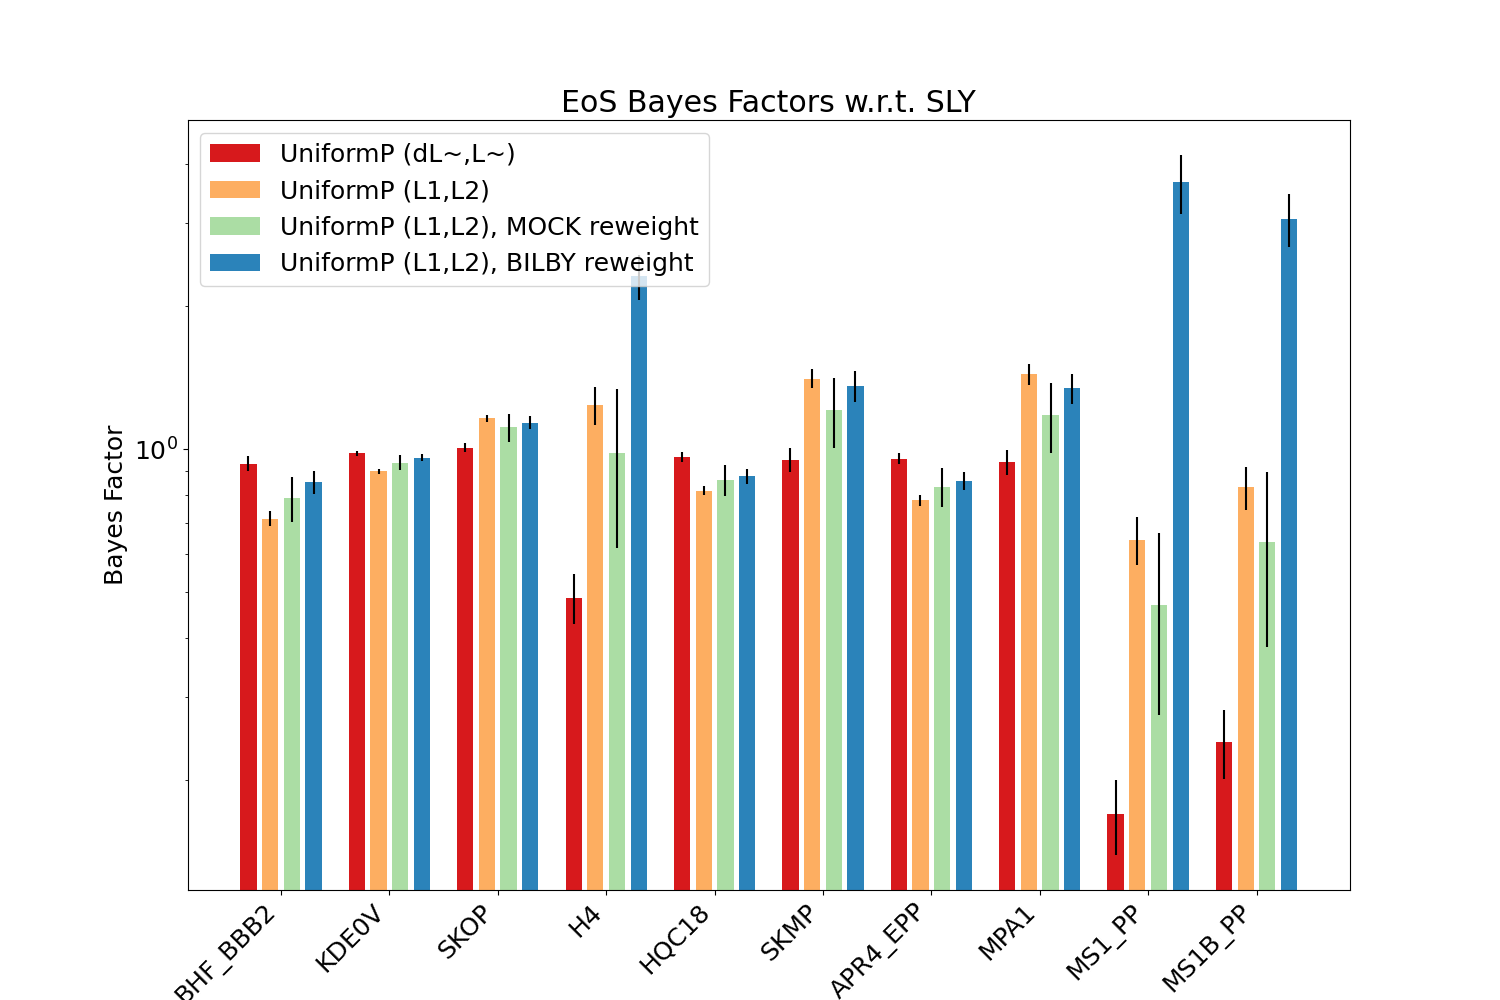 EoS Bayes Factors w.r.t. SLY
UniformP (dL~,L~)
UniformP (L1,L2)
UniformP (L1,L2), MOCK reweight
UniformP (L1,L2), BILBY reweight
Bayes Factor
10^0
BHF_BBB2
KDE0V
SKOP
H4
HQC18
SKMP
APR4_EPP
MPA1
MS1_PP
MS1B_PP